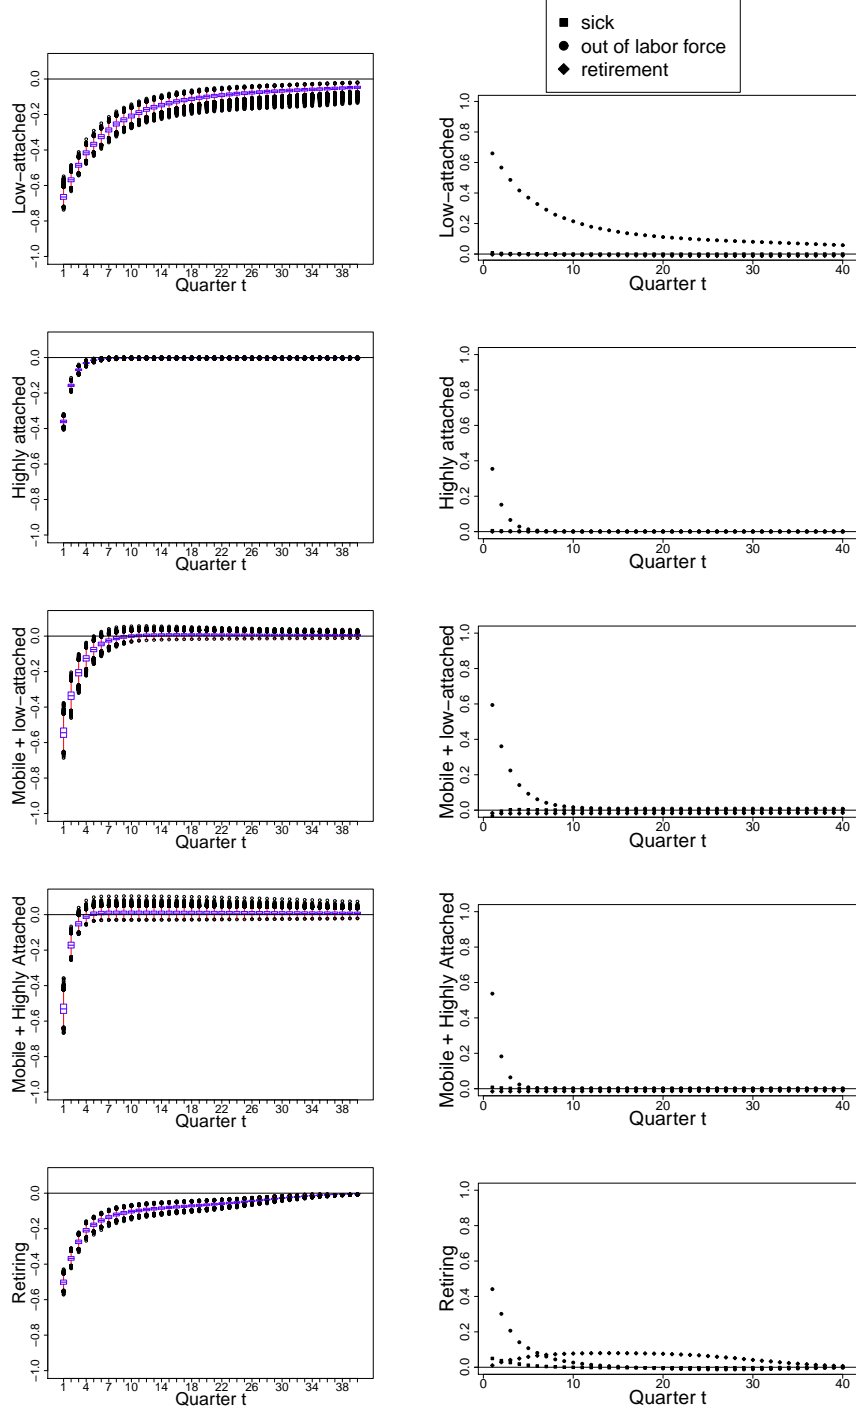 sick
out of labor force
retirement
Low−attached
0.0
−0.2
−0.4
−0.6
−0.8
−1.0
1 4 7 10 14 18 22 26 30 34 38
Quarter t
Low−attached
1.0
0.8
0.6
0.4
0.2
0.0
0 10 20 30 40
Quarter t
Highly attached
0.0
−0.2
−0.4
−0.6
−0.8
−1.0
1 4 7 10 14 18 22 26 30 34 38
Quarter t
Highly attached
1.0
0.8
0.6
0.4
0.2
0.0
0 10 20 30 40
Quarter t
Mobile + low−attached
0.0
−0.2
−0.4
−0.6
−0.8
−1.0
1 4 7 10 14 18 22 26 30 34 38
Quarter t
Mobile + low−attached
1.0
0.8
0.6
0.4
0.2
0.0
0 10 20 30 40
Quarter t
Mobile + Highly Attached
0.0
−0.2
−0.4
−0.6
−0.8
−1.0
1 4 7 10 14 18 22 26 30 34 38
Quarter t
Mobile + Highly Attached
1.0
0.8
0.6
0.4
0.2
0.0
0 10 20 30 40
Quarter t
Retiring
0.0
−0.2
−0.4
−0.6
−0.8
−1.0
1 4 7 10 14 18 22 26 30 34 38
Quarter t
Retiring
1.0
0.8
0.6
0.4
0.2
0.0
0 10 20 30 40
Quarter t